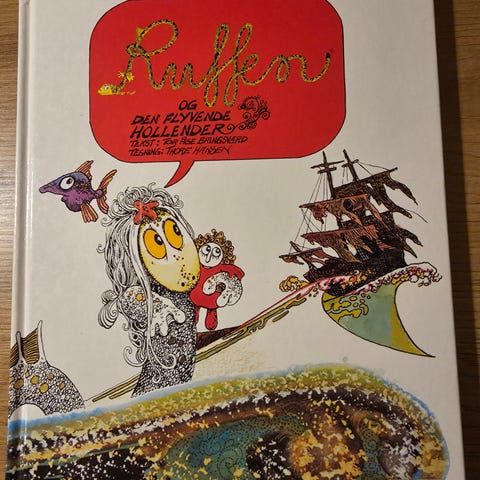 Ruffen
OG
DEN FLYVENDE
HOLLENDER
TEKST: TOR ÅGE BRINGSVÆRD
TEGNING: THORE HANSEN